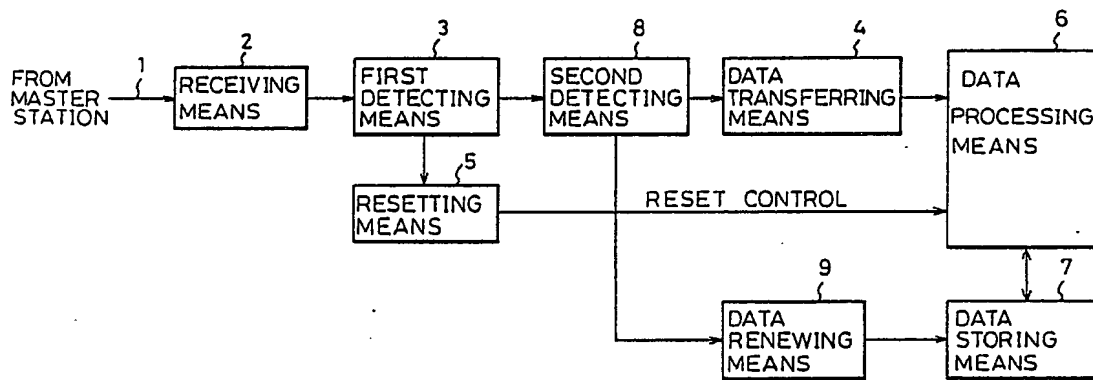 3
8
4
6
2
1
FROM
MASTER
STATION
RECEIVING
MEANS
FIRST
DETECTING
MEANS
SECOND
DETECTING
MEANS
DATA
TRANSFERRING
MEANS
DATA
PROCESSING
MEANS
5
RESETTING
MEANS
RESET CONTROL
9
7
DATA
RENEWING
MEANS
DATA
STORING
MEANS